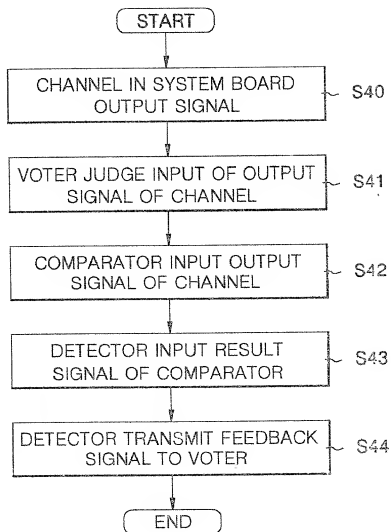 START
CHANNEL IN SYSTEM BOARD
OUTPUT SIGNAL
S40
VOTER JUDGE INPUT OF OUTPUT
SIGNAL OF CHANNEL
S41
COMPARATOR INPUT OUTPUT
SIGNAL OF CHANNEL
S42
DETECTOR INPUT RESULT
SIGNAL OF COMPARATOR
S43
DETECTOR TRANSMIT FEEDBACK
SIGNAL TO VOTER
S44
END